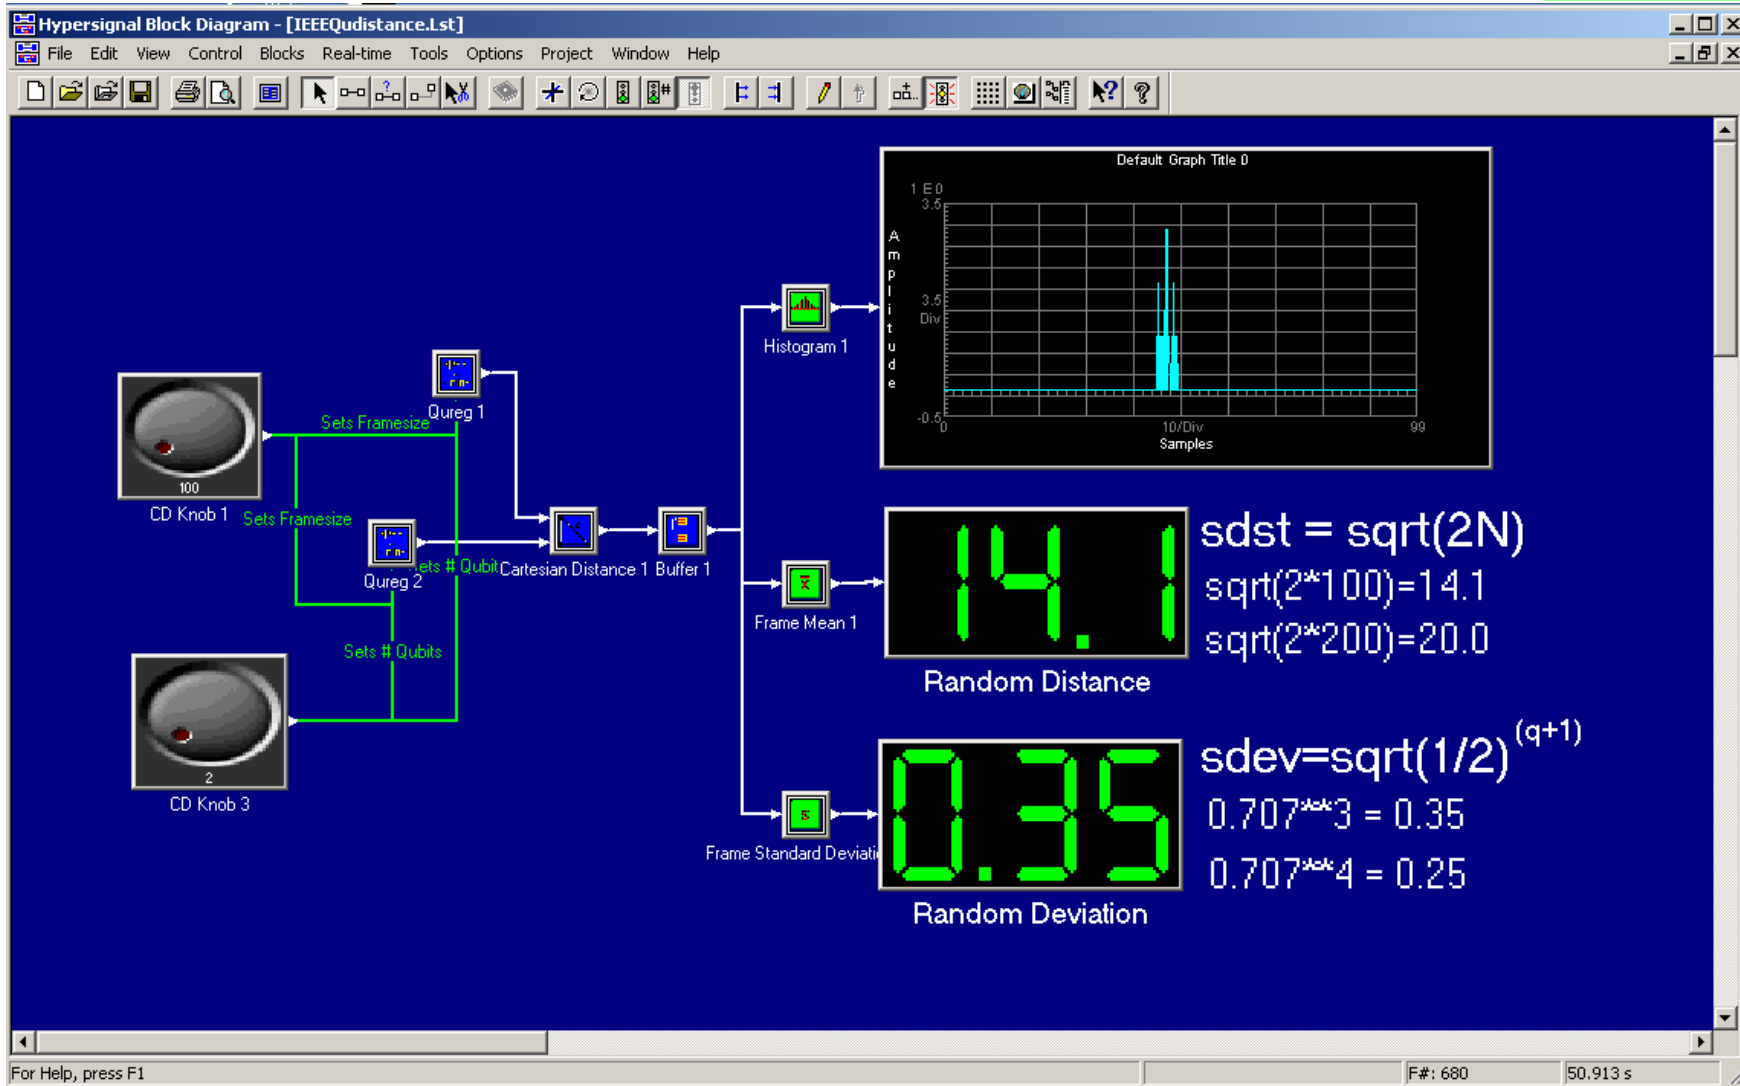 Hypersignal Block Diagram - [IEEEQudistance.Lst]
File Edit View Control Blocks Real-time Tools Options Project Window Help
Default Graph Title 0
1 E0
3.5
Amplitude
3.5
Div
-0.5
0
10/Div
99
Samples
Histogram 1
Qureg 1
Sets Framesize
100
CD Knob 1
Sets Framesize
Qureg 2
ets # Qubit
Cartesian Distance 1
Buffer 1
Sets # Qubits
2
CD Knob 3
x
Frame Mean 1
14.1
Random Distance
sdst = sqrt(2N)
sqrt(2*100)=14.1
sqrt(2*200)=20.0
s
Frame Standard Deviati
0.35
Random Deviation
sdev=sqrt(1/2)(q+1)
0.707**3 = 0.35
0.707**4 = 0.25
For Help, press F1
F#: 680
50.913 s